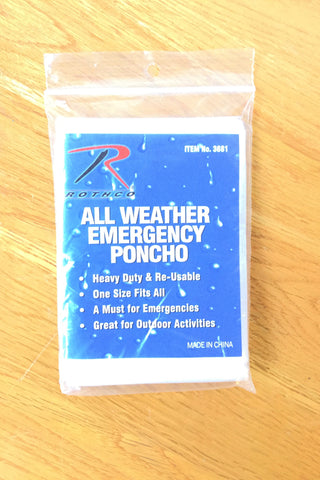 ITEM No. 3681
ROTHCO
ALL WEATHER
EMERGENCY
PONCHO
• Heavy Duty & Re-Usable
• One Size Fits All
• A Must for Emergencies
• Great for Outdoor Activities
MADE IN CHINA